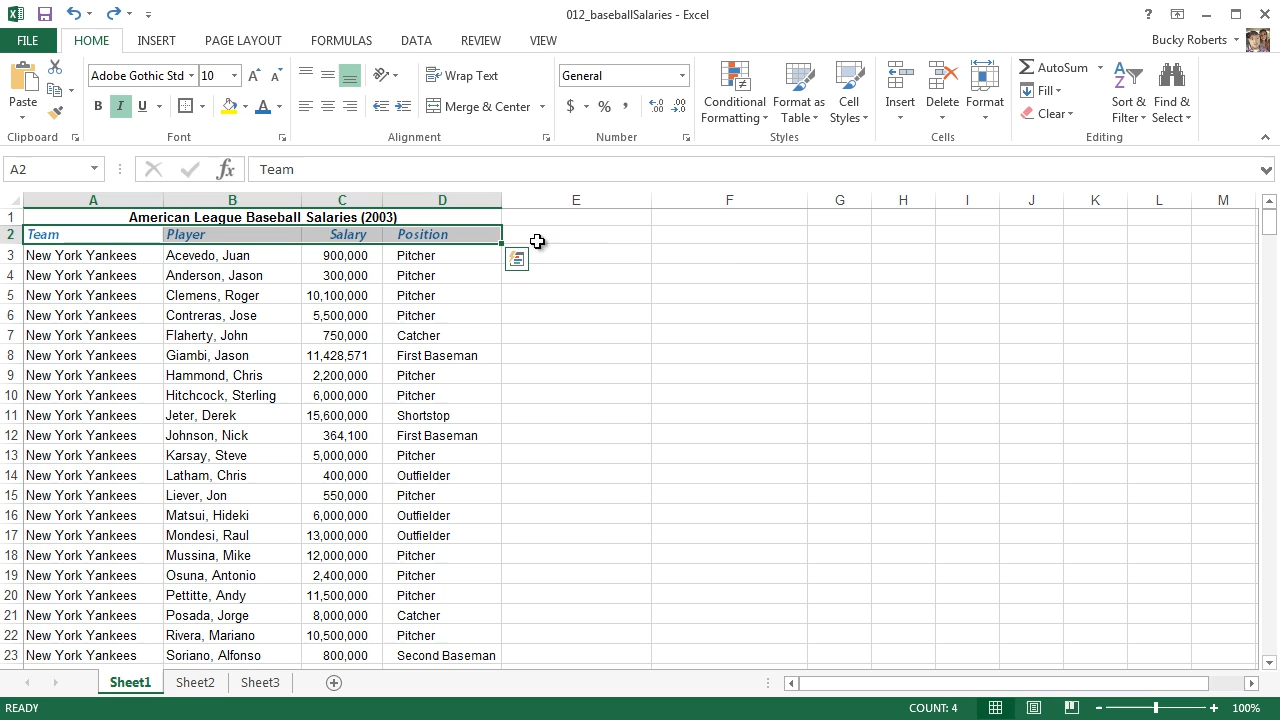 012_baseballSalaries - Excel
FILE HOME INSERT PAGE LAYOUT FORMULAS DATA REVIEW VIEW Bucky Roberts
Paste
Clipboard
Adobe Gothic Std 10
B I U
Font
Wrap Text
Merge & Center
Alignment
General
$ % ,
Number
Conditional Formatting
Format as Table
Cell Styles
Styles
Insert Delete Format
Cells
AutoSum
Fill
Clear
Sort & Filter
Find & Select
Editing
A2 fx Team
A B C D E F G H I J K L M
1 American League Baseball Salaries (2003)
2 Team Player Salary Position
3 New York Yankees Acevedo, Juan 900,000 Pitcher
4 New York Yankees Anderson, Jason 300,000 Pitcher
5 New York Yankees Clemens, Roger 10,100,000 Pitcher
6 New York Yankees Contreras, Jose 5,500,000 Pitcher
7 New York Yankees Flaherty, John 750,000 Catcher
8 New York Yankees Giambi, Jason 11,428,571 First Baseman
9 New York Yankees Hammond, Chris 2,200,000 Pitcher
10 New York Yankees Hitchcock, Sterling 6,000,000 Pitcher
11 New York Yankees Jeter, Derek 15,600,000 Shortstop
12 New York Yankees Johnson, Nick 364,100 First Baseman
13 New York Yankees Karsay, Steve 5,000,000 Pitcher
14 New York Yankees Latham, Chris 400,000 Outfielder
15 New York Yankees Liever, Jon 550,000 Pitcher
16 New York Yankees Matsui, Hideki 6,000,000 Outfielder
17 New York Yankees Mondesi, Raul 13,000,000 Outfielder
18 New York Yankees Mussina, Mike 12,000,000 Pitcher
19 New York Yankees Osuna, Antonio 2,400,000 Pitcher
20 New York Yankees Pettitte, Andy 11,500,000 Pitcher
21 New York Yankees Posada, Jorge 8,000,000 Catcher
22 New York Yankees Rivera, Mariano 10,500,000 Pitcher
23 New York Yankees Soriano, Alfonso 800,000 Second Baseman
Sheet1 Sheet2 Sheet3
READY COUNT: 4 100%